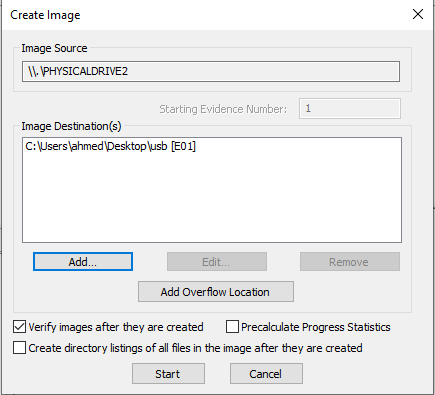 Create Image
Image Source
\\.\PHYSICALDRIVE2
Starting Evidence Number: 1
Image Destination(s)
C:\Users\ahmed\Desktop\usb [E01]
Add... Edit... Remove
Add Overflow Location
Verify images after they are created Precalculate Progress Statistics
Create directory listings of all files in the image after they are created
Start Cancel